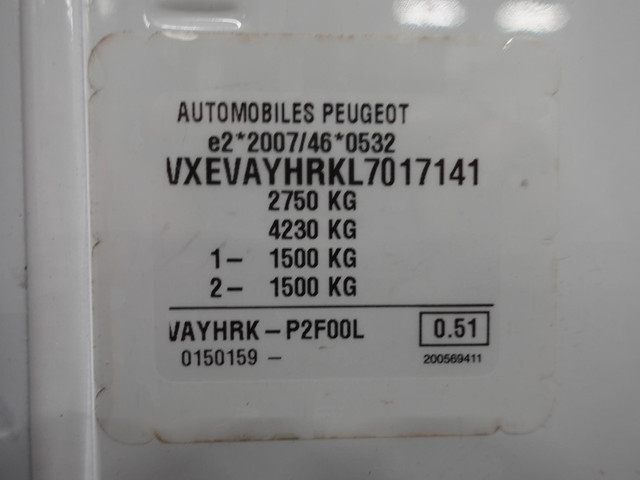 AUTOMOBILES PEUGEOT
e2*2007/46*0532
VXEVAYHRKL7017141
2750 KG
4230 KG
1- 1500 KG
2- 1500 KG
VAYHRK-P2F00L 0.51
0150159 - 200569411